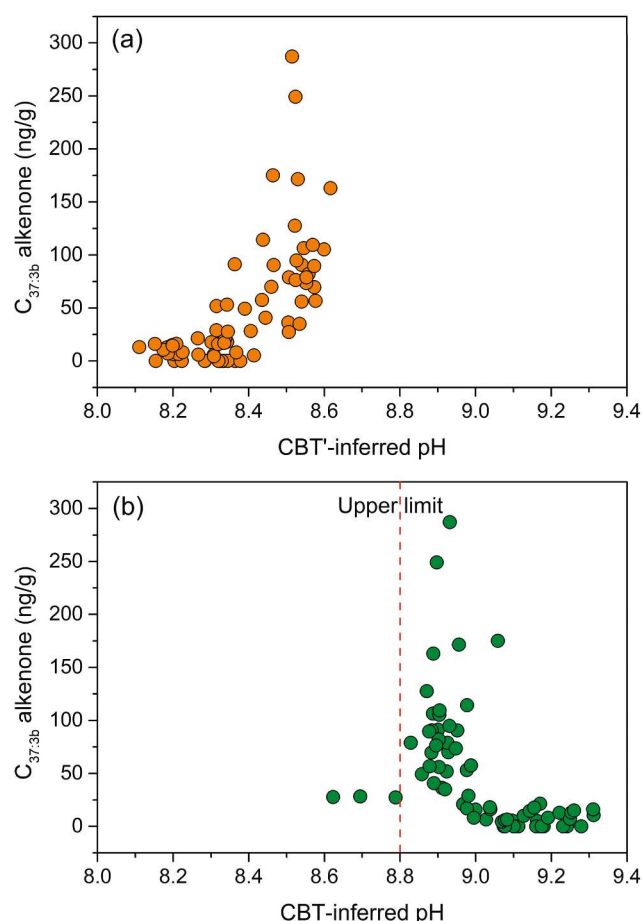 (a)
300
250
200
150
100
50
0
C37:3b alkenone (ng/g)
8.0 8.2 8.4 8.6 8.8 9.0 9.2 9.4
CBT'-inferred pH
(b)
Upper limit
300
250
200
150
100
50
0
C37:3b alkenone (ng/g)
8.0 8.2 8.4 8.6 8.8 9.0 9.2 9.4
CBT-inferred pH